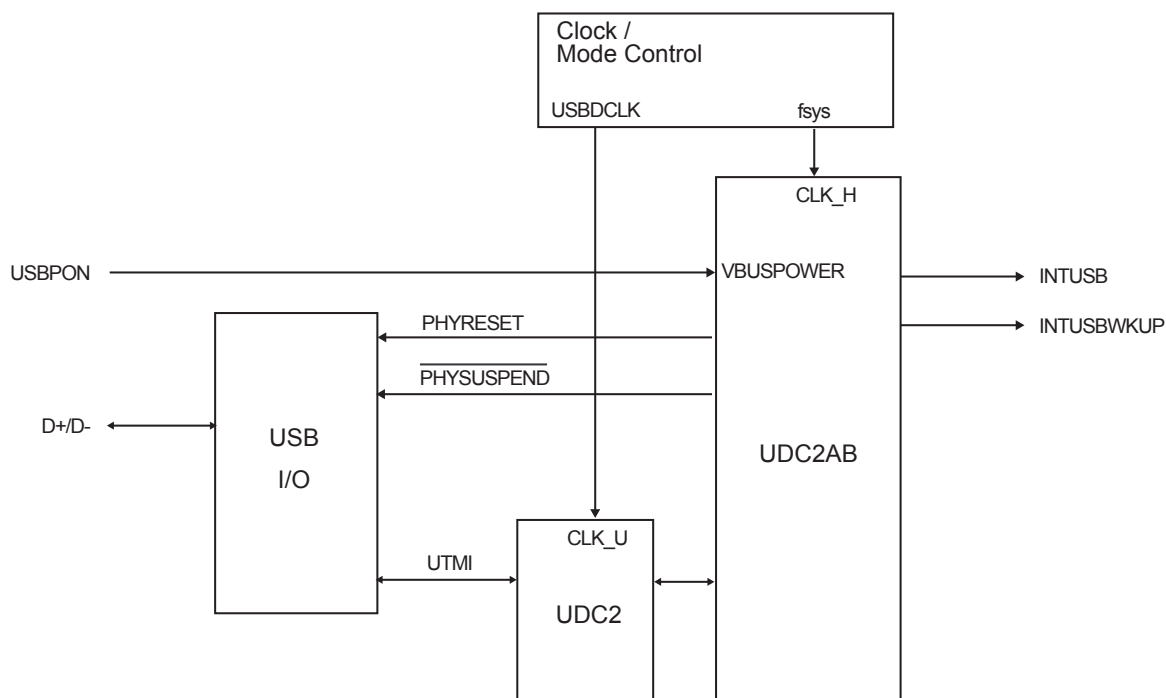 Clock /
Mode Control
USBDCLK
fsys
CLK_H
USBPON
VBUSPOWER
INTUSB
PHYRESET
INTUSBWKUP
PHYSUSPEND
D+/D-
USB
I/O
UDC2AB
CLK_U
UTMI
UDC2